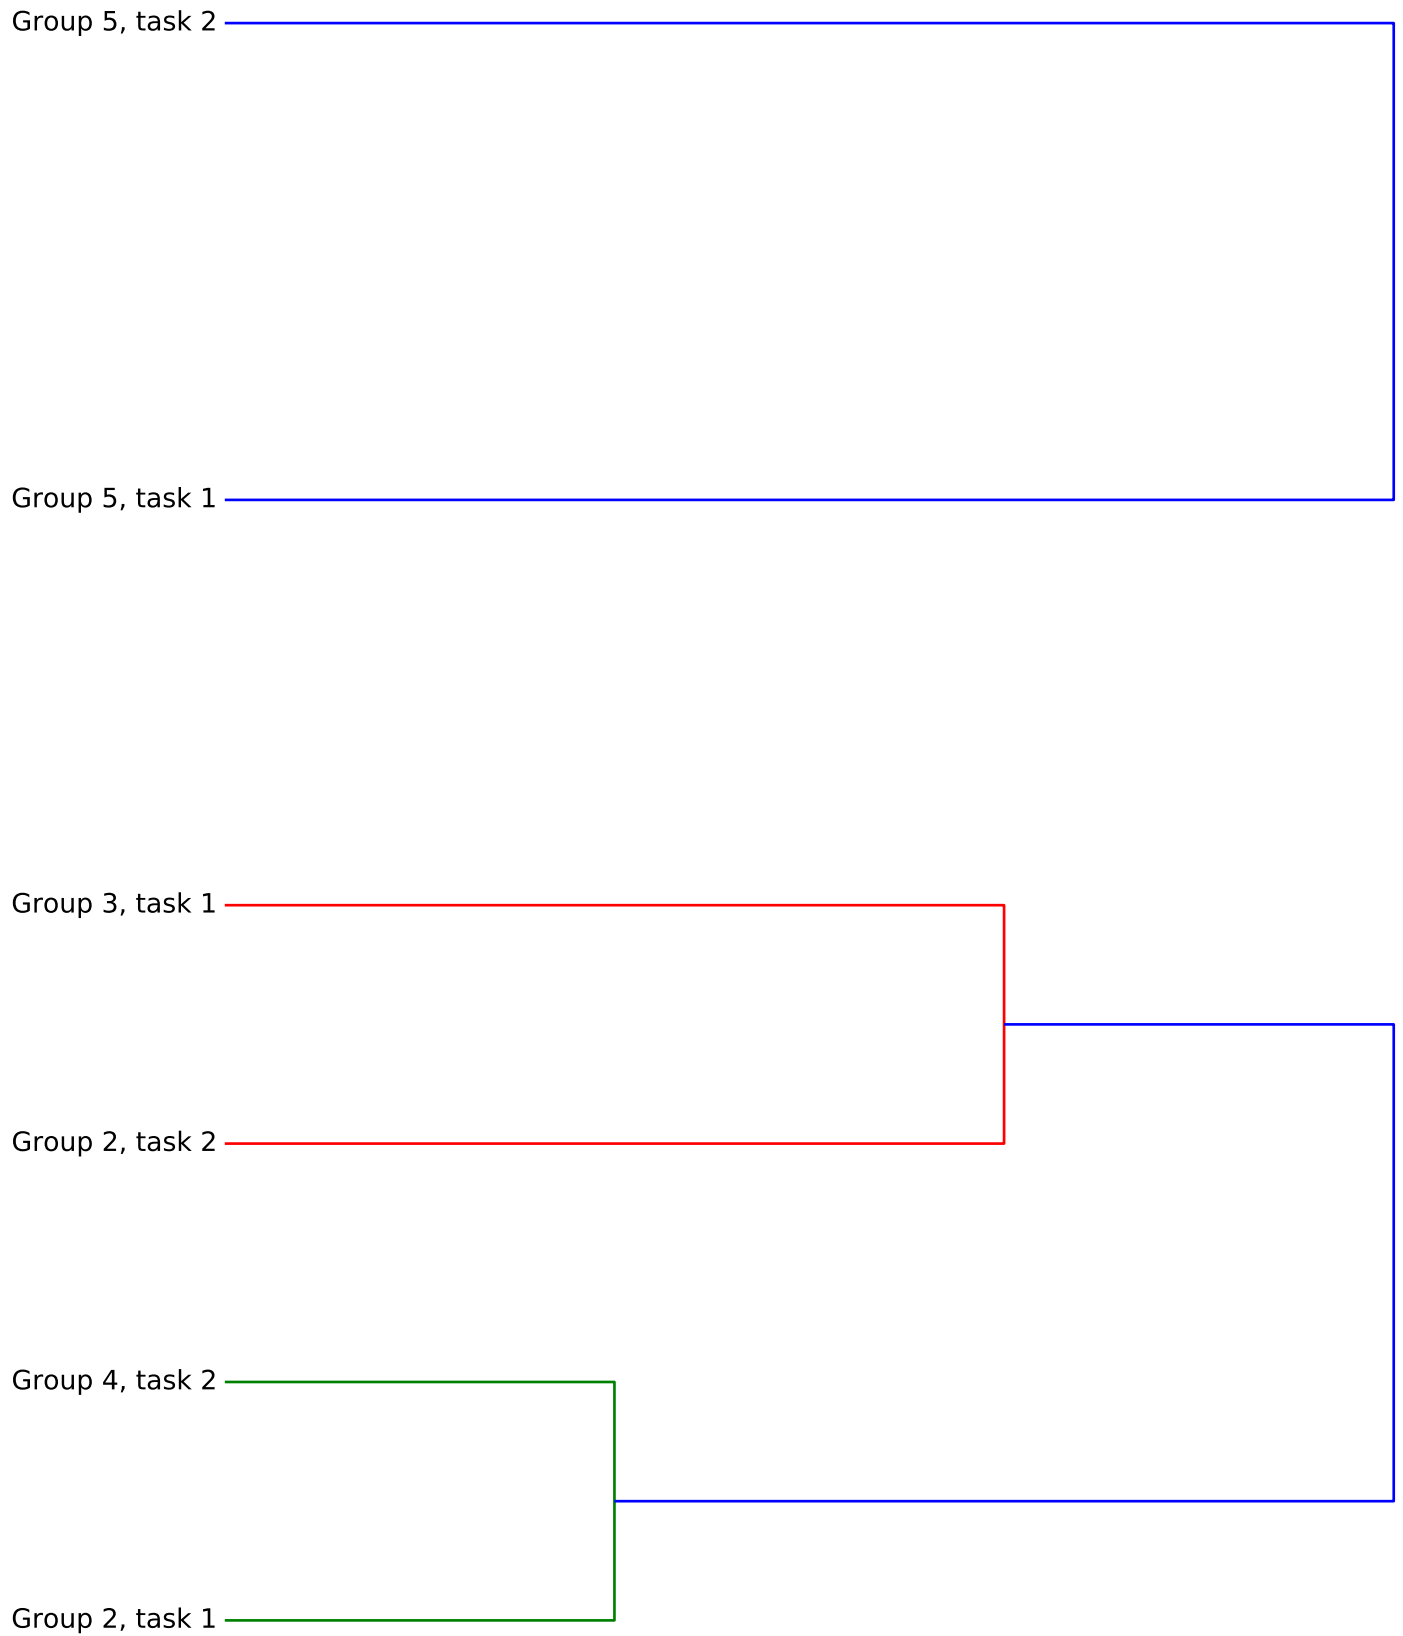 Group 5, task 2
Group 5, task 1
Group 3, task 1
Group 2, task 2
Group 4, task 2
Group 2, task 1